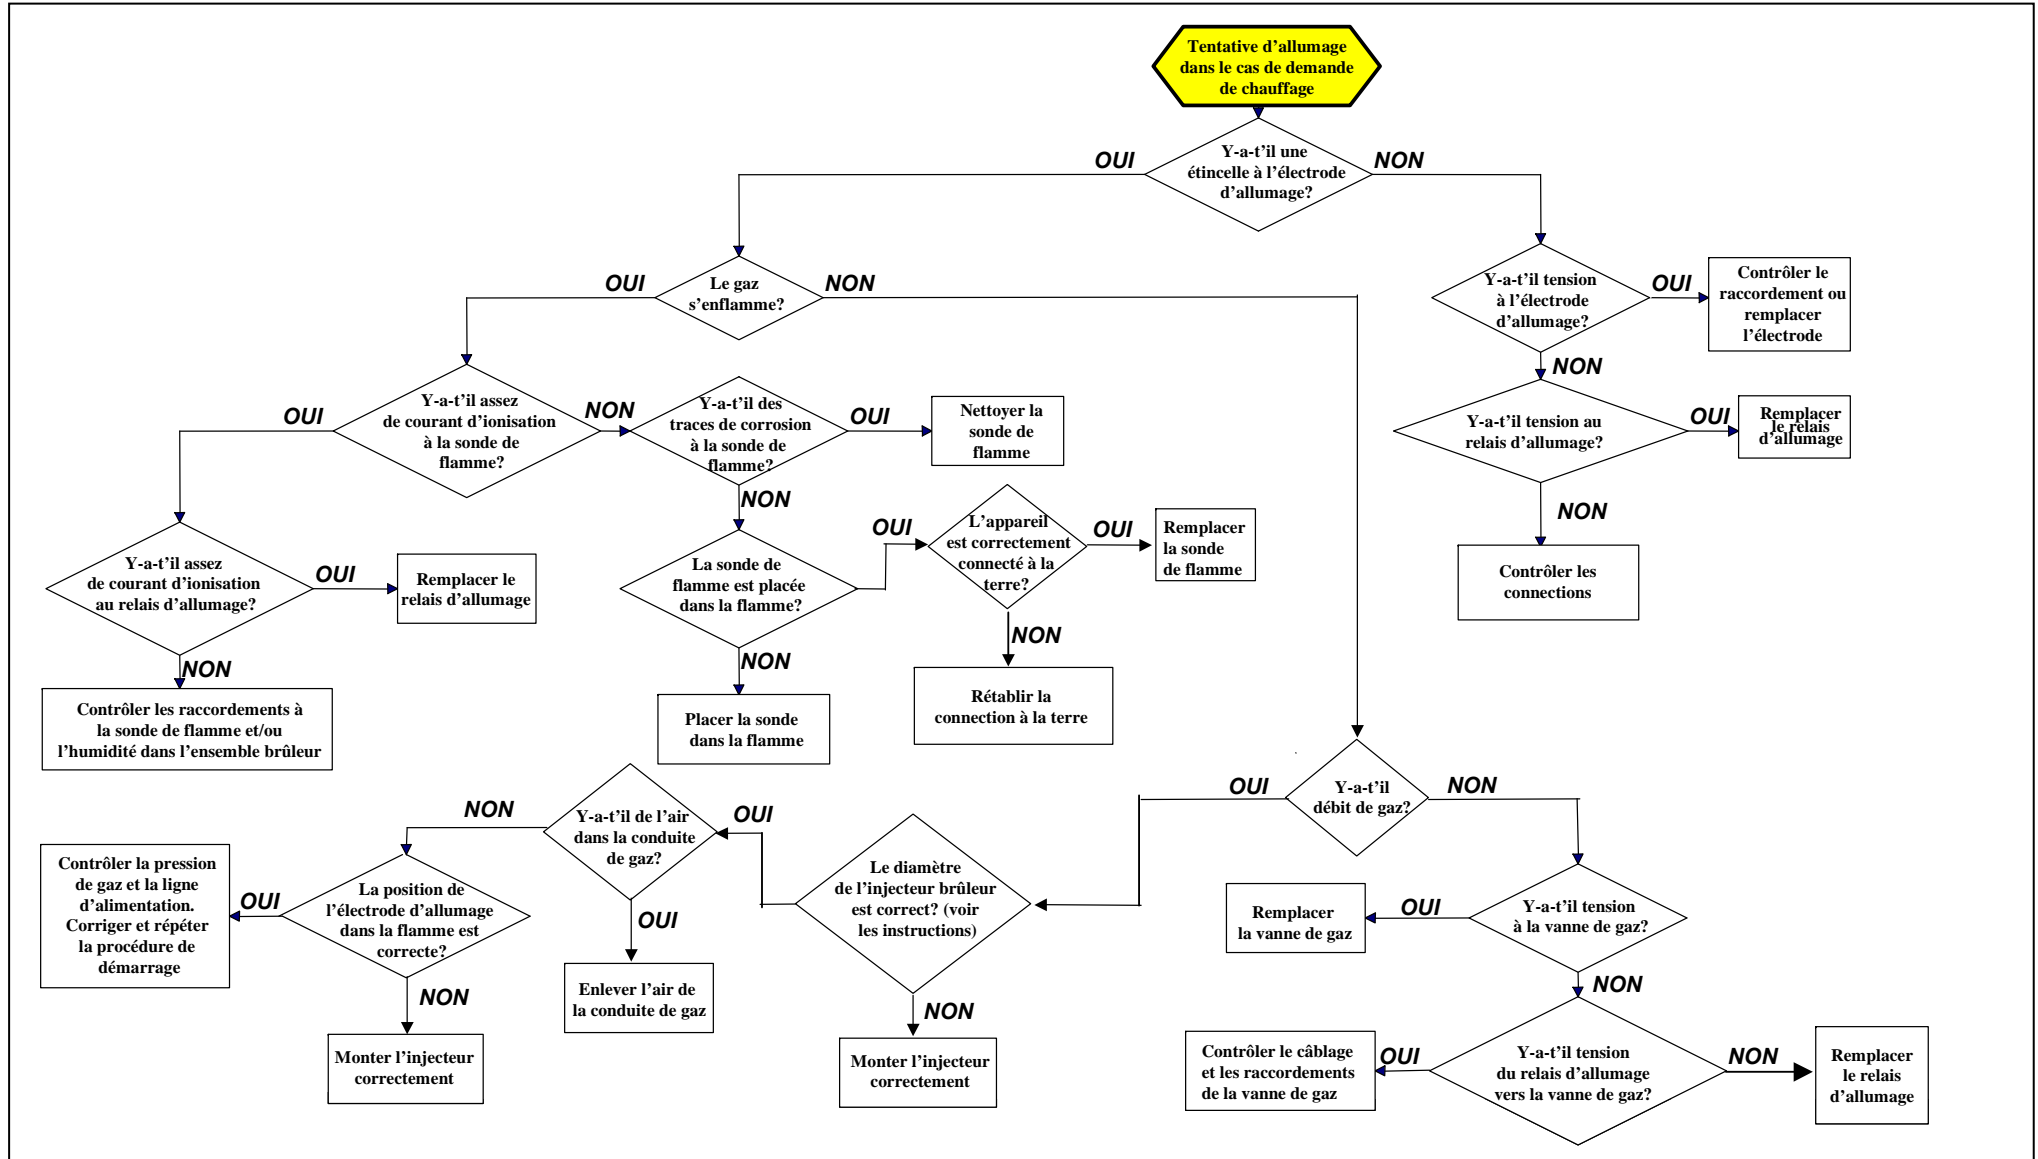 Tentative d'allumage
dans le cas de demande
de chauffage
Y-a-t'il une
étincelle à l'électrode
d'allumage?
OUI
NON
Le gaz
s'enflamme?
OUI
NON
Y-a-t'il tension
à l'électrode
d'allumage?
OUI
Contrôler le
raccordement ou
remplacer
l'électrode
NON
Y-a-t'il assez
de courant d'ionisation
à la sonde de
flamme?
OUI
NON
Y-a-t'il des
traces de corrosion
à la sonde de
flamme?
OUI
Nettoyer la
sonde de
flamme
Y-a-t'il tension au
relais d'allumage?
OUI
Remplacer
le relais
d'allumage
NON
NON
Y-a-t'il assez
de courant d'ionisation
au relais d'allumage?
OUI
Remplacer le
relais d'allumage
La sonde de
flamme est placée
dans la flamme?
OUI
L'appareil
est correctement
connecté à la
terre?
OUI
Remplacer
la sonde
de flamme
Contrôler les
connections
NON
NON
NON
Contrôler les raccordements à
la sonde de flamme et/ou
l'humidité dans l'ensemble brûleur
Placer la sonde
dans la flamme
Rétablir la
connection à la terre
Y-a-t'il
débit de gaz?
OUI
NON
Y-a-t'il de l'air
dans la conduite
de gaz?
NON
OUI
Le diamètre
de l'injecteur brûleur
est correct? (voir
les instructions)
Contrôler la pression
de gaz et la ligne
d'alimentation.
Corriger et répéter
la procédure de
démarrage
OUI
La position de
l'électrode d'allumage
dans la flamme est
correcte?
OUI
Remplacer
la vanne de gaz
OUI
Y-a-t'il tension
à la vanne de gaz?
NON
Enlever l'air de
la conduite de gaz
NON
NON
Monter l'injecteur
correctement
Monter l'injecteur
correctement
Contrôler le câblage
et les raccordements
de la vanne de gaz
OUI
Y-a-t'il tension
du relais d'allumage
vers la vanne de gaz?
NON
Remplacer
le relais
d'allumage